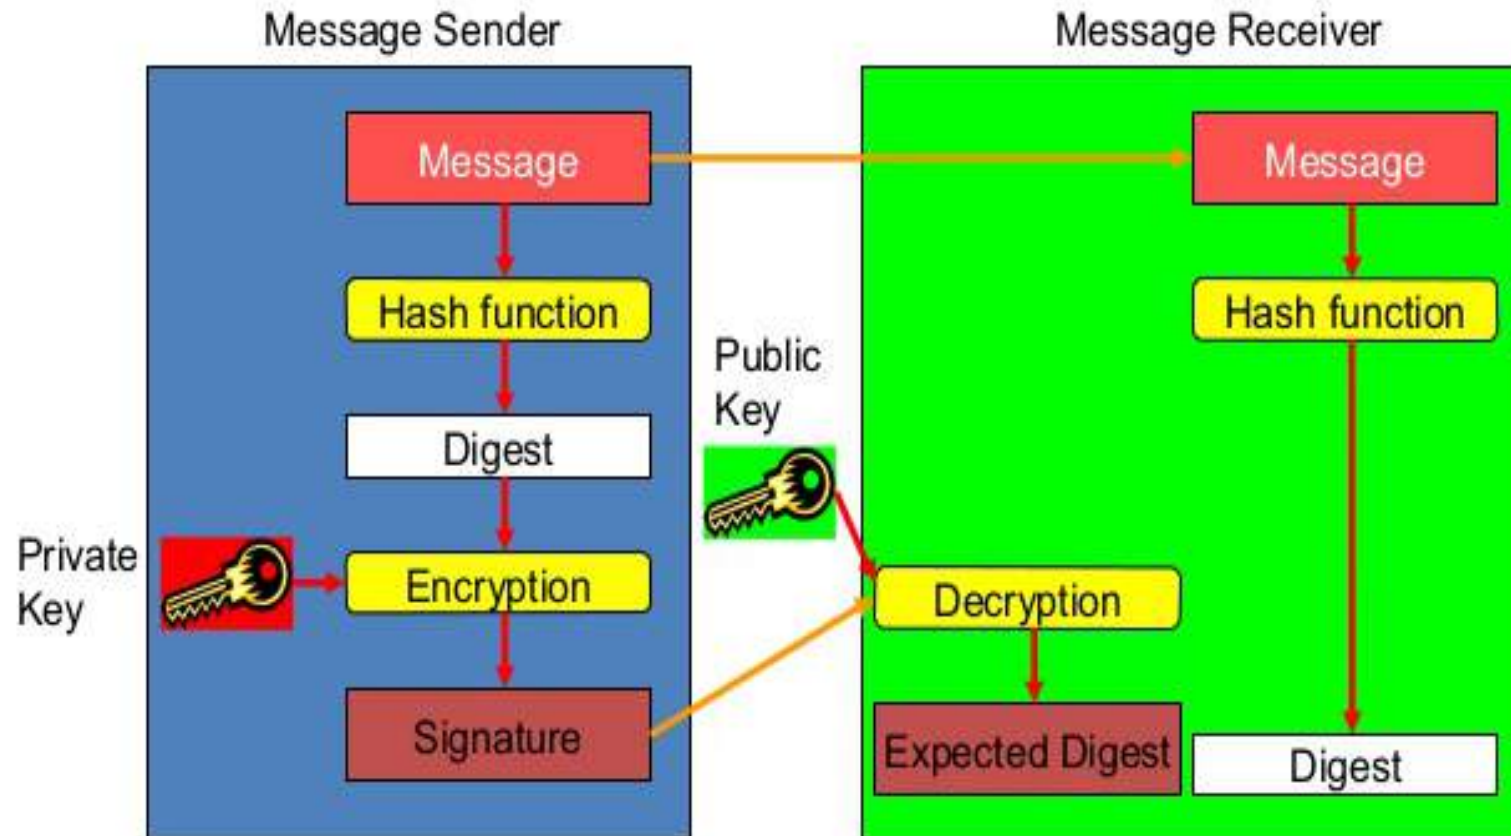 Message Sender
Message Receiver
Message
Message
Hash function
Hash function
Public
Key
Digest
Private
Key
Encryption
Decryption
Signature
Expected Digest
Digest